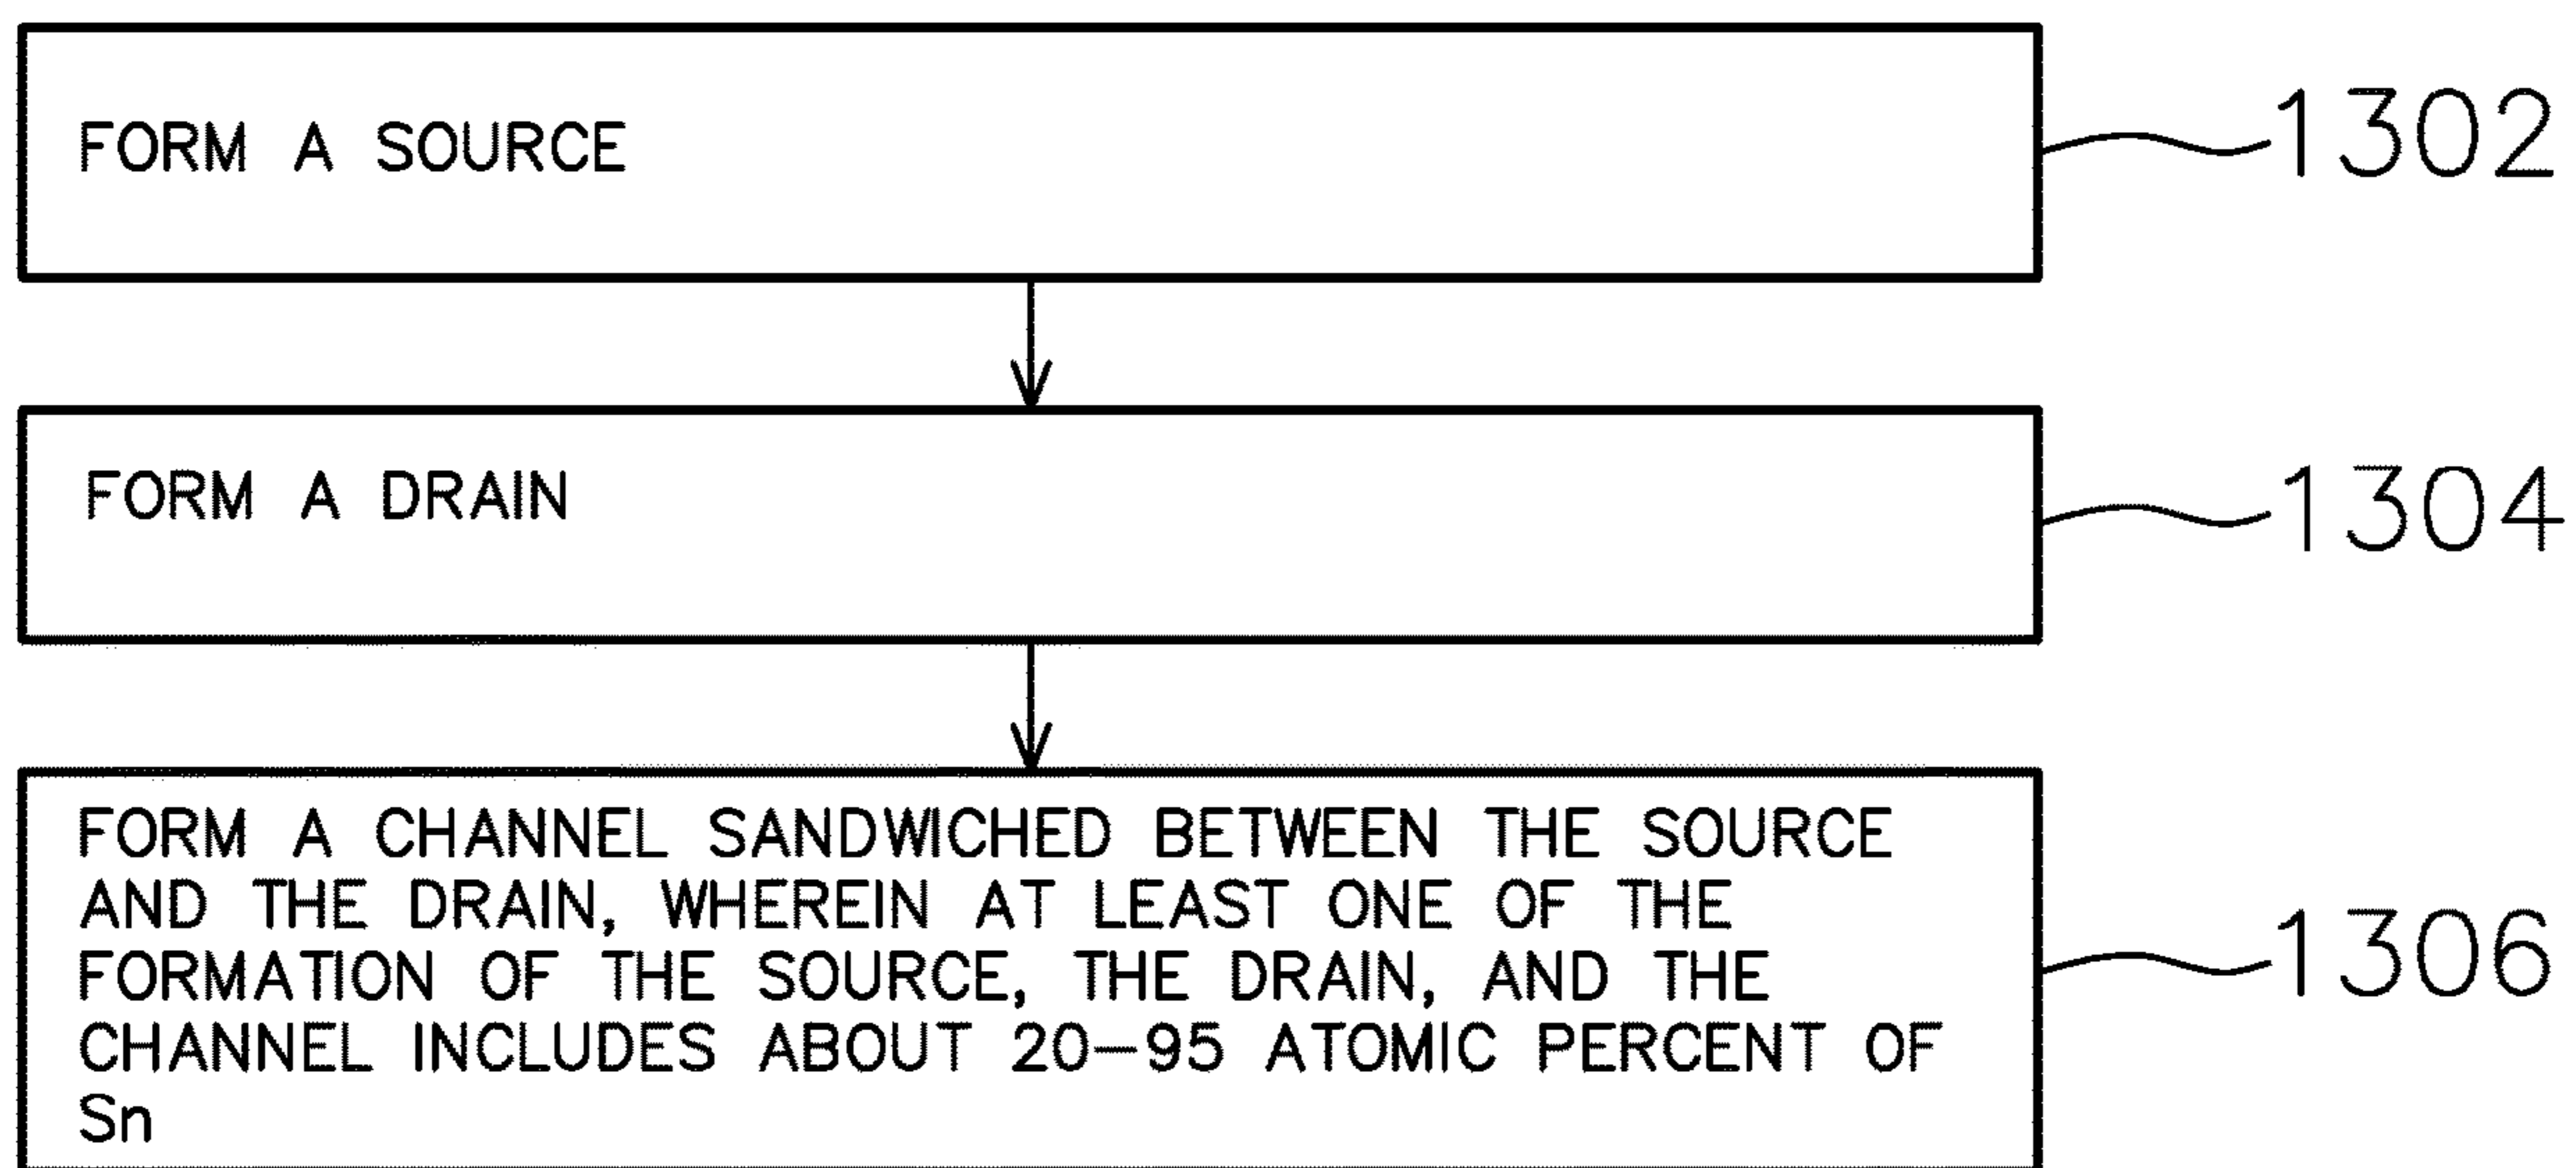 FORM A SOURCE
1302
FORM A DRAIN
1304
FORM A CHANNEL SANDWICHED BETWEEN THE SOURCE
AND THE DRAIN, WHEREIN AT LEAST ONE OF THE
FORMATION OF THE SOURCE, THE DRAIN, AND THE
CHANNEL INCLUDES ABOUT 20-95 ATOMIC PERCENT OF
Sn
1306